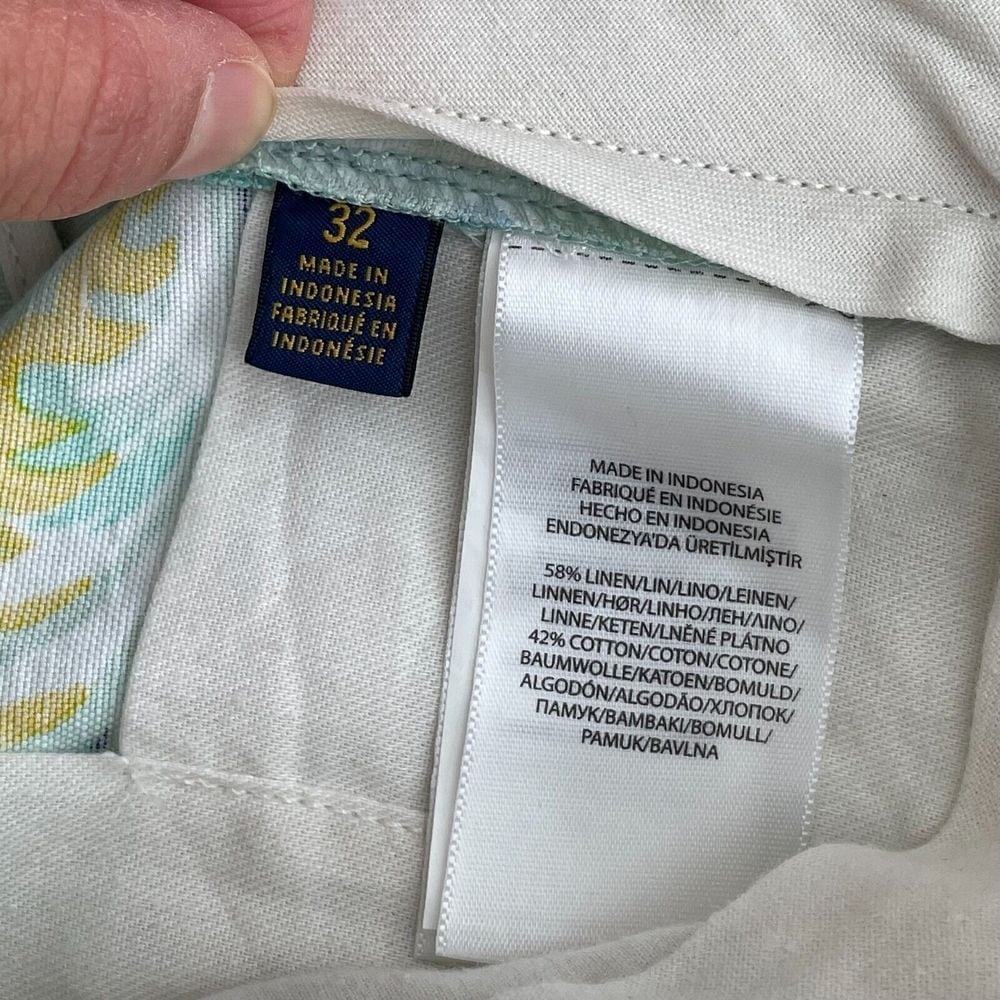 32
MADE IN
INDONESIA
FABRIQUÉ EN
INDONÉSIE
MADE IN INDONESIA
FABRIQUÉ EN INDONÉSIE
HECHO EN INDONESIA
ENDONEZYA'DA ÜRETİLMİŞTİR
58% LINEN/LIN/LINO/LEINEN/
LINNEN/HØR/LINHO/ЛЕН/ΛΙΝΟ/
LINNE/KETEN/LNĚNÉ PLÁTNO
42% COTTON/COTON/COTONE/
BAUMWOLLE/KATOEN/BOMULD/
ALGODÓN/ALGODÃO/ХЛОПОК/
ПАМУК/ΒΑΜΒΑΚΙ/BOMULL/
PAMUK/BAVLNA